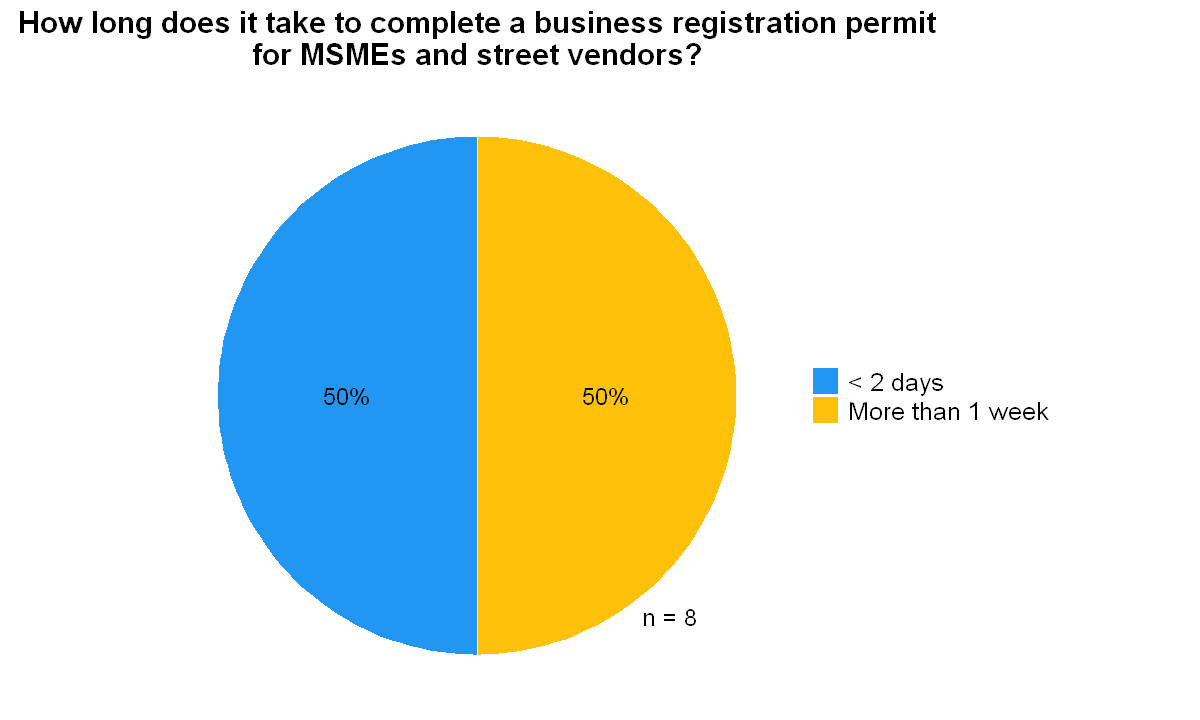 How long does it take to complete a business registration permit
for MSMEs and street vendors?
50%
50%
< 2 days
More than 1 week
n = 8